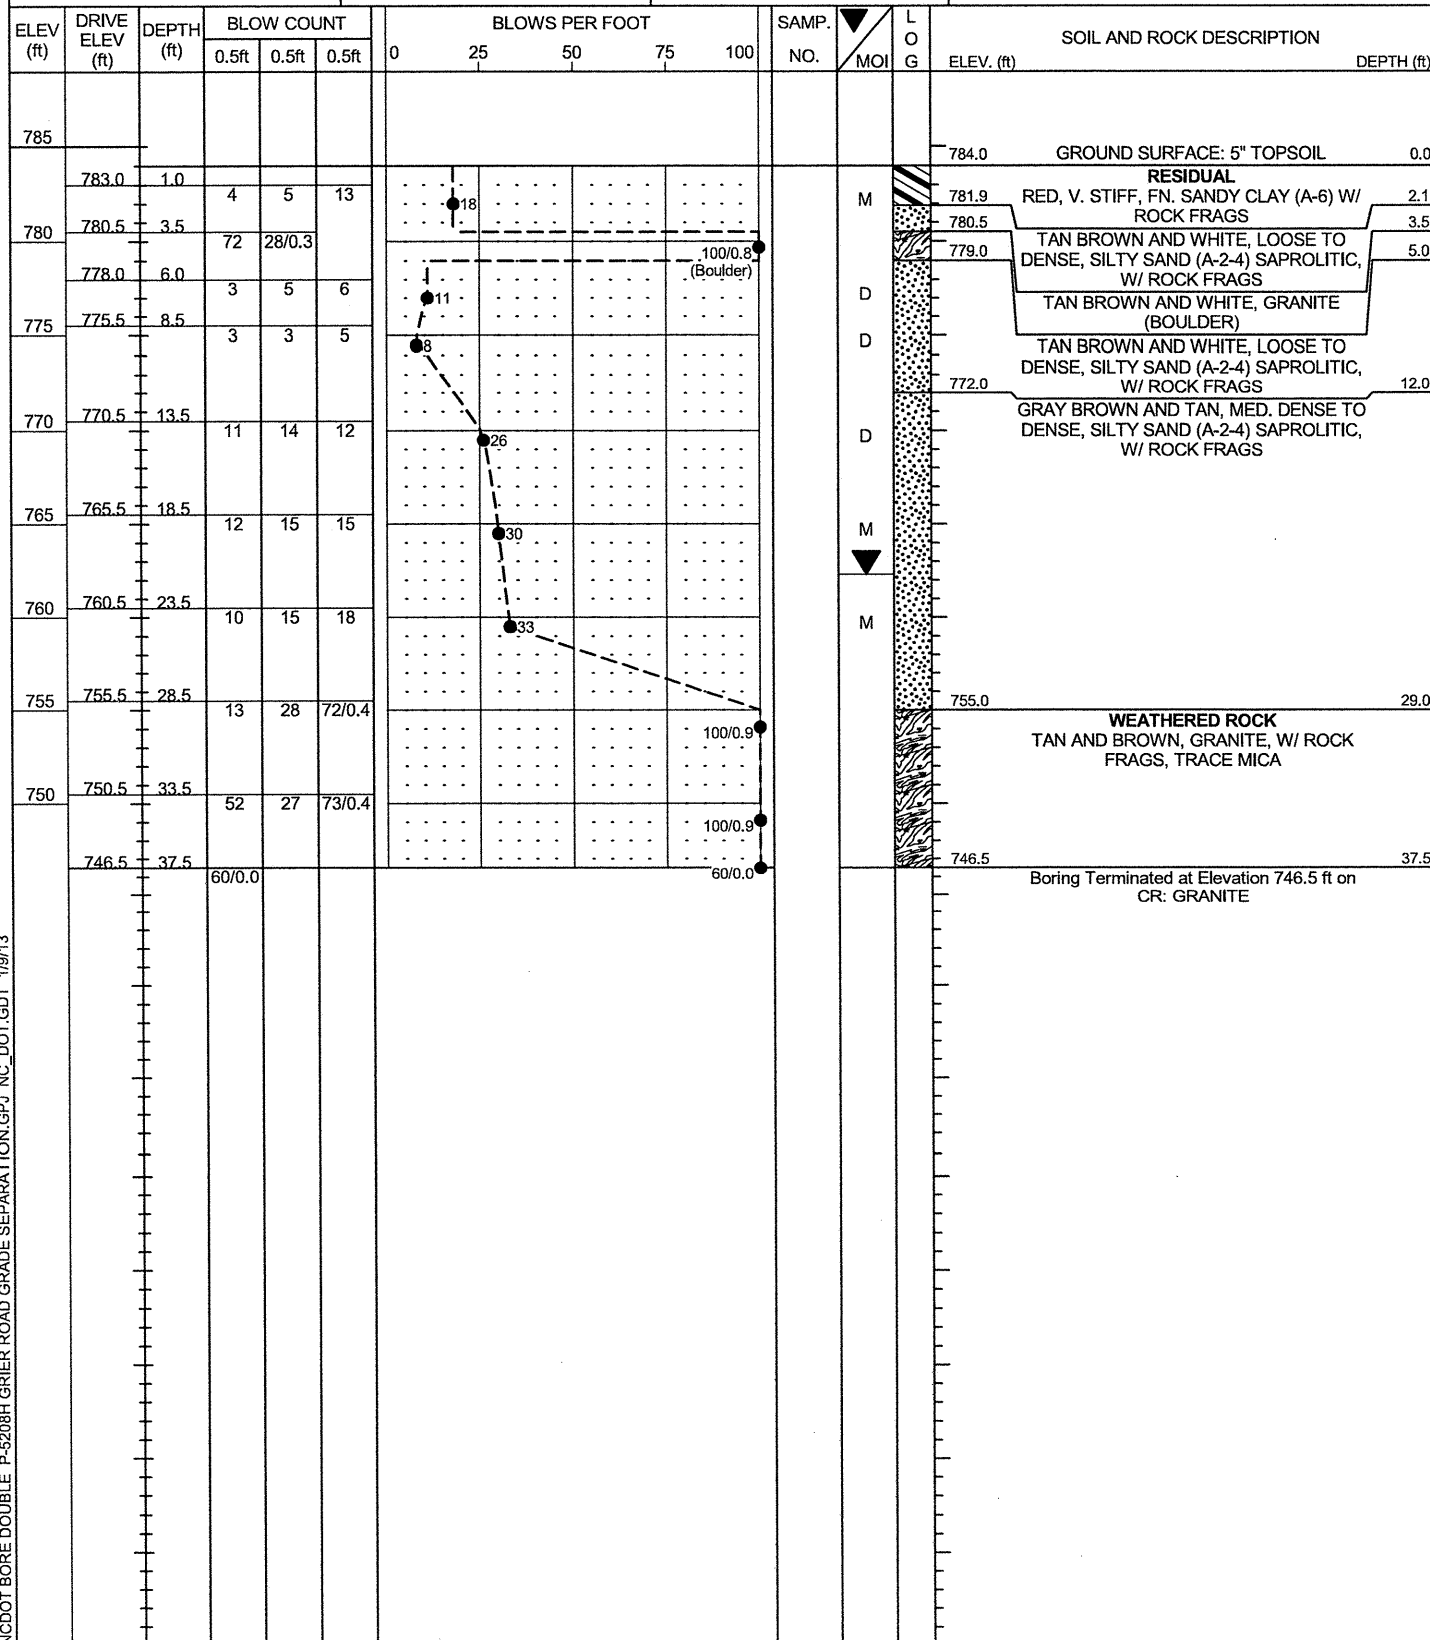 ELEV (ft) DRIVE ELEV (ft) DEPTH (ft) BLOW COUNT BLOWS PER FOOT SAMP. NO. MOI LOG SOIL AND ROCK DESCRIPTION
0.5ft 0.5ft 0.5ft 0 25 50 75 100 ELEV. (ft) DEPTH (ft)
785
784.0 GROUND SURFACE: 5" TOPSOIL 0.0
RESIDUAL
783.0 1.0
4 5 13 18 M 781.9 RED, V. STIFF, FN. SANDY CLAY (A-6) W/ 2.1
ROCK FRAGS
780.5 3.5 780.5 3.5
780
72 28/0.3 TAN BROWN AND WHITE, LOOSE TO
100/0.8 779.0 DENSE, SILTY SAND (A-2-4) SAPROLITIC, 5.0
(Boulder)
778.0 6.0 W/ ROCK FRAGS
3 5 6 11 D TAN BROWN AND WHITE, GRANITE
(BOULDER)
775.5 8.5
775
3 3 5 8 D TAN BROWN AND WHITE, LOOSE TO
DENSE, SILTY SAND (A-2-4) SAPROLITIC,
772.0 W/ ROCK FRAGS 12.0
770.5 13.5 GRAY BROWN AND TAN, MED. DENSE TO
770
11 14 12 26 D DENSE, SILTY SAND (A-2-4) SAPROLITIC,
W/ ROCK FRAGS
765.5 18.5
765
12 15 15 30 M
760.5 23.5
760
10 15 18 33 M
755.5 28.5
755 755.0 29.0
13 28 72/0.4 WEATHERED ROCK
100/0.9 TAN AND BROWN, GRANITE, W/ ROCK
FRAGS, TRACE MICA
750.5 33.5
750
52 27 73/0.4
100/0.9
746.5 37.5 746.5 37.5
60/0.0 60/0.0 Boring Terminated at Elevation 746.5 ft on
CR: GRANITE
NCDOT BORE DOUBLE P-5208H GRIER ROAD GRADE SEPARATION.GPJ NC_DOT.GDT 1/9/13